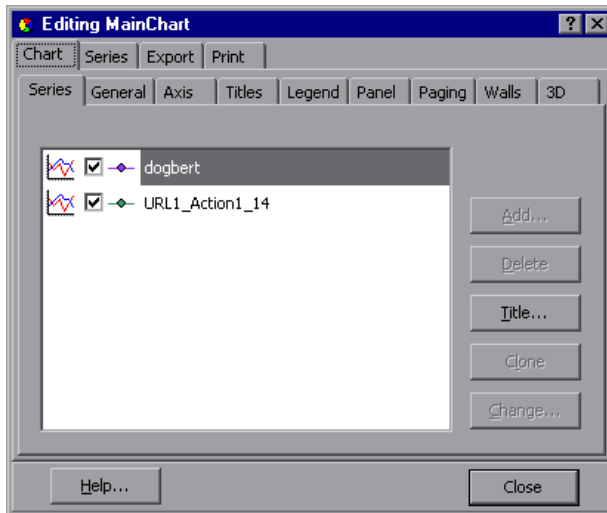 Editing MainChart
Chart Series Export Print
Series General Axis Titles Legend Panel Paging Walls 3D
dogbert
URL1_Action1_14
Add...
Delete
Title...
Clone
Change...
Help... Close